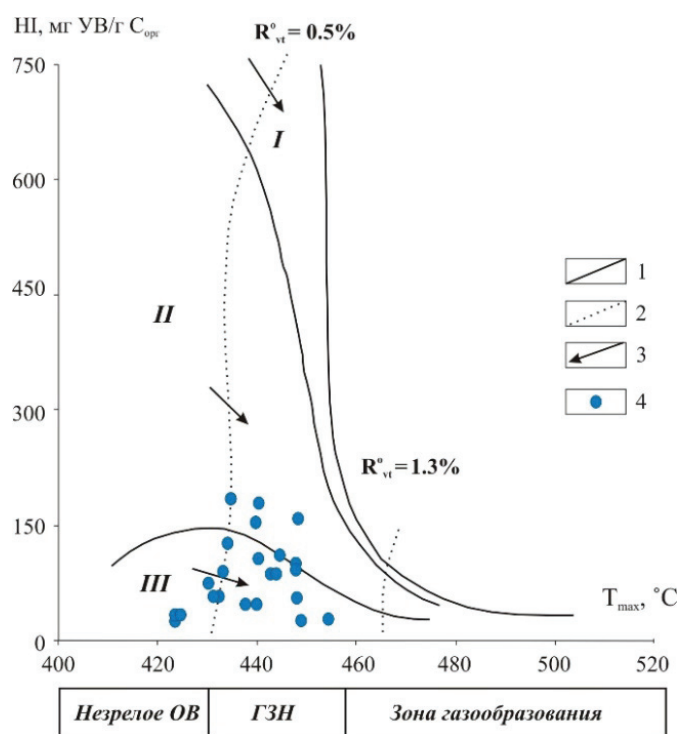 HI, мг УВ/г Cорг
R°vt = 0.5%
750
I
600
1
450
2
II
3
4
300
R°vt = 1.3%
150
III
Tmax, °C
0
400
420
440
460
480
500
520
Незрелое ОВ
ГЗН
Зона газообразования